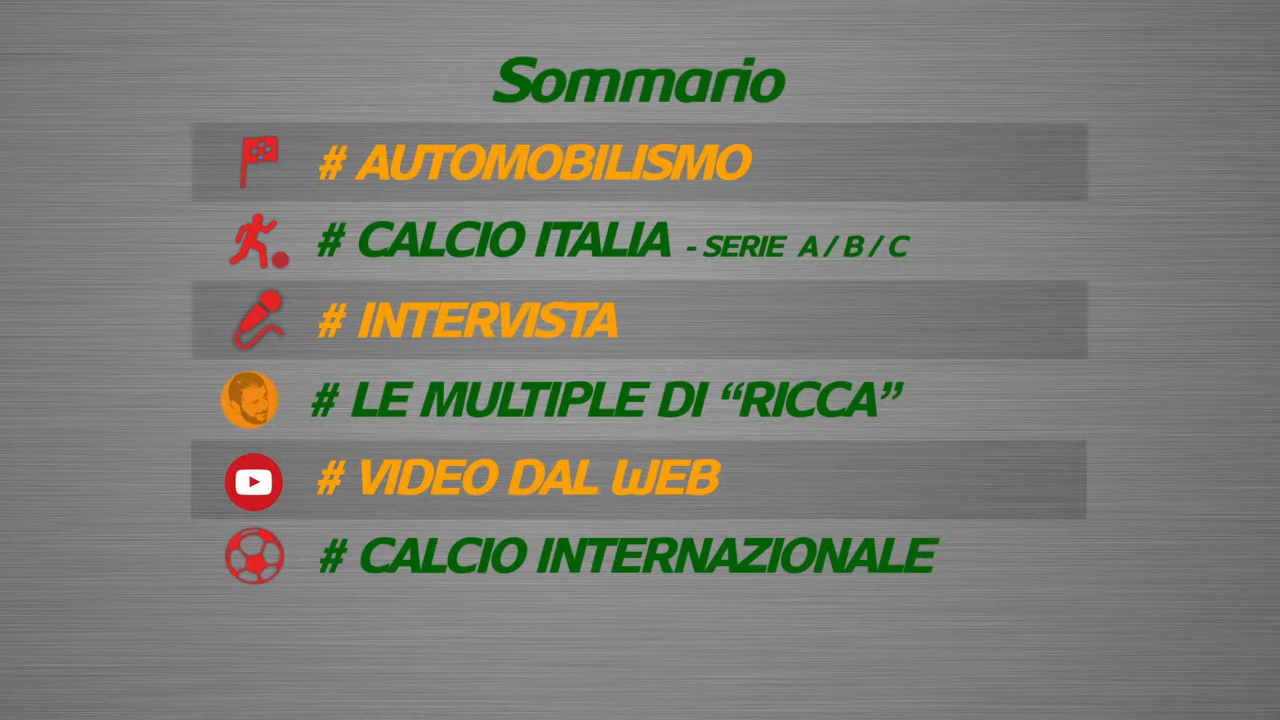 Sommario
# AUTOMOBILISMO
# CALCIO ITALIA - SERIE A / B / C
# INTERVISTA
# LE MULTIPLE DI “RICCA”
# VIDEO DAL WEB
# CALCIO INTERNAZIONALE